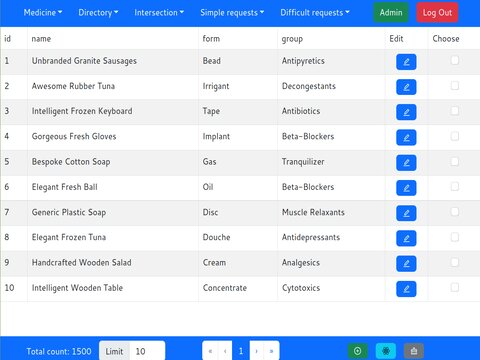 Medicine Directory Intersection Simple requests Difficult requests Admin Log Out
id name form group Edit Choose
1 Unbranded Granite Sausages Bead Antipyretics
2 Awesome Rubber Tuna Irrigant Decongestants
3 Intelligent Frozen Keyboard Tape Antibiotics
4 Gorgeous Fresh Gloves Implant Beta-Blockers
5 Bespoke Cotton Soap Gas Tranquilizer
6 Elegant Fresh Ball Oil Beta-Blockers
7 Generic Plastic Soap Disc Muscle Relaxants
8 Elegant Frozen Tuna Douche Antidepressants
9 Handcrafted Wooden Salad Cream Analgesics
10 Intelligent Wooden Table Concentrate Cytotoxics
Total count: 1500 Limit 10 « ‹ 1 › »